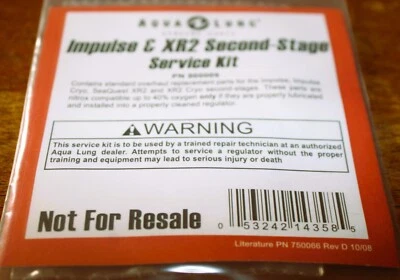 AQUA LUNG
Impulse & XR2 Second-Stage
Service Kit
Contains standard overhaul replacement parts for the Impulse, Impulse
Cryo, SeaQuest XR2 and XR2 Cryo second-stages. These parts are
nitrox compatible up to 40% oxygen only if they are properly lubricated
and installed into a properly cleaned regulator.
WARNING
This service kit is to be used by a trained repair technician at an authorized
Aqua Lung dealer. Attempts to service a regulator without the proper
training and equipment may lead to serious injury or death
Not For Resale
0 53242 14358 5
Literature PN 750066 Rev D 10/08